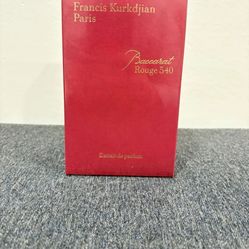 Francis Kurkdjian
Paris
Baccarat
Rouge 540
Extrait de parfum